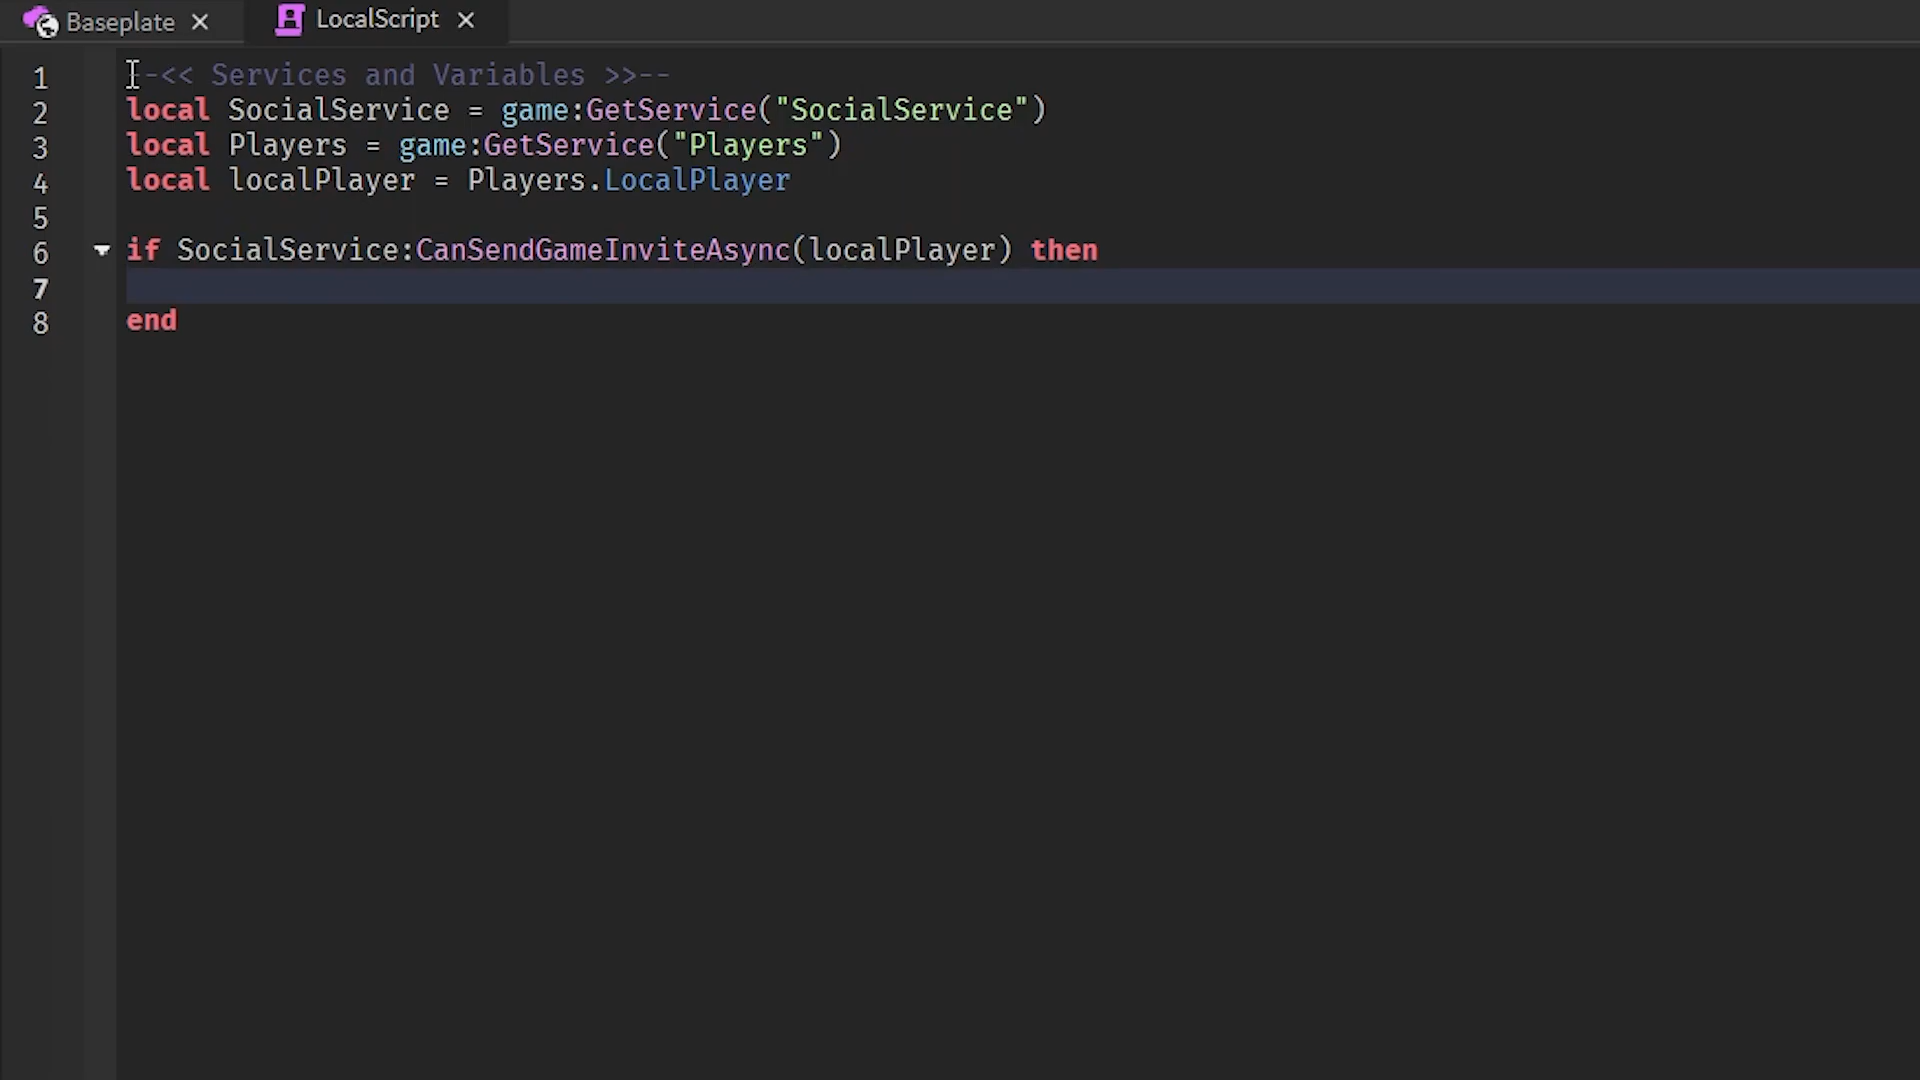 Baseplate × LocalScript ×
1 --<< Services and Variables >>--
2 local SocialService = game:GetService("SocialService")
3 local Players = game:GetService("Players")
4 local localPlayer = Players.LocalPlayer
5
6 if SocialService:CanSendGameInviteAsync(localPlayer) then
7
8 end